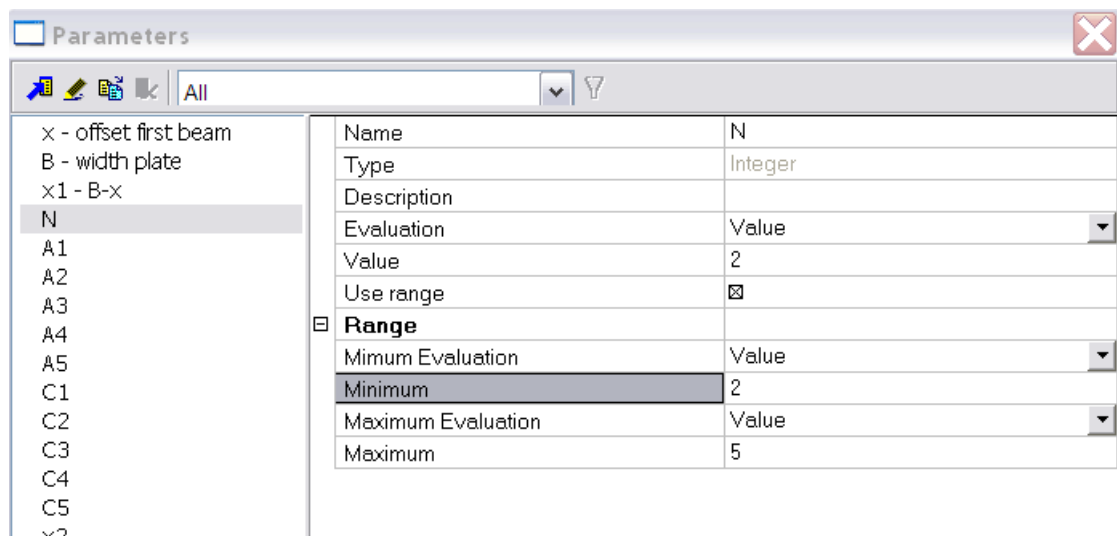 Parameters
All
x - offset first beam
B - width plate
x1 - B-x
N
A1
A2
A3
A4
A5
C1
C2
C3
C4
C5
x2
Name N
Type Integer
Description
Evaluation Value
Value 2
Use range
Range
Mimum Evaluation Value
Minimum 2
Maximum Evaluation Value
Maximum 5